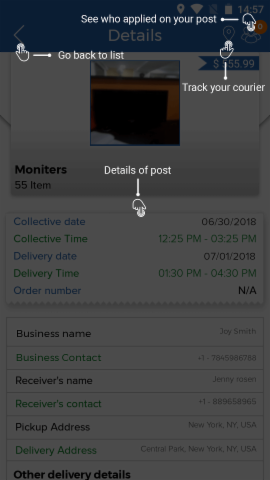 14:57
See who applied on your post
Details
Go back to list
Track your courier
Moniters
55 Item
Details of post
Collective date 06/30/2018
Collective Time 12:25 PM - 03:25 PM
Delivery date 07/01/2018
Delivery Time 01:30 PM - 04:30 PM
Order number N/A
Business name Joy Smith
Business Contact +1 - 7845986788
Receiver's name Jenny rosen
Receiver's contact +1 - 889658965
Pickup Address New York, NY, USA
Delivery Address Central Park, New York, NY, USA
Other delivery details